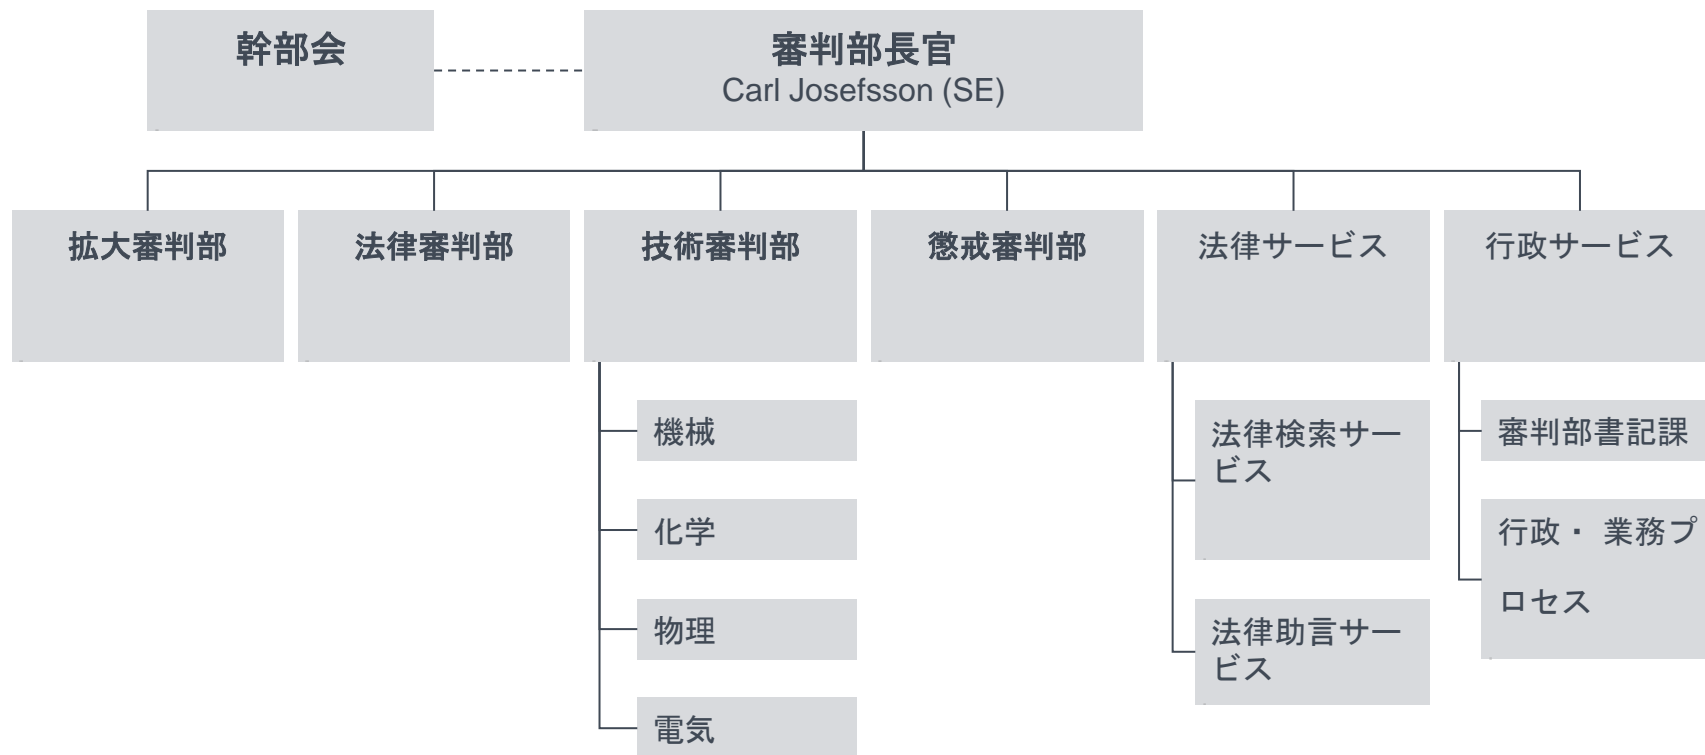 幹部会
審判部長官
Carl Josefsson (SE)
拡大審判部
法律審判部
技術審判部
懲戒審判部
法律サービス
行政サービス
機械
化学
物理
電気
法律検索サー
ビス
法律助言サー
ビス
審判部書記課
行政・ 業務プ
ロセス